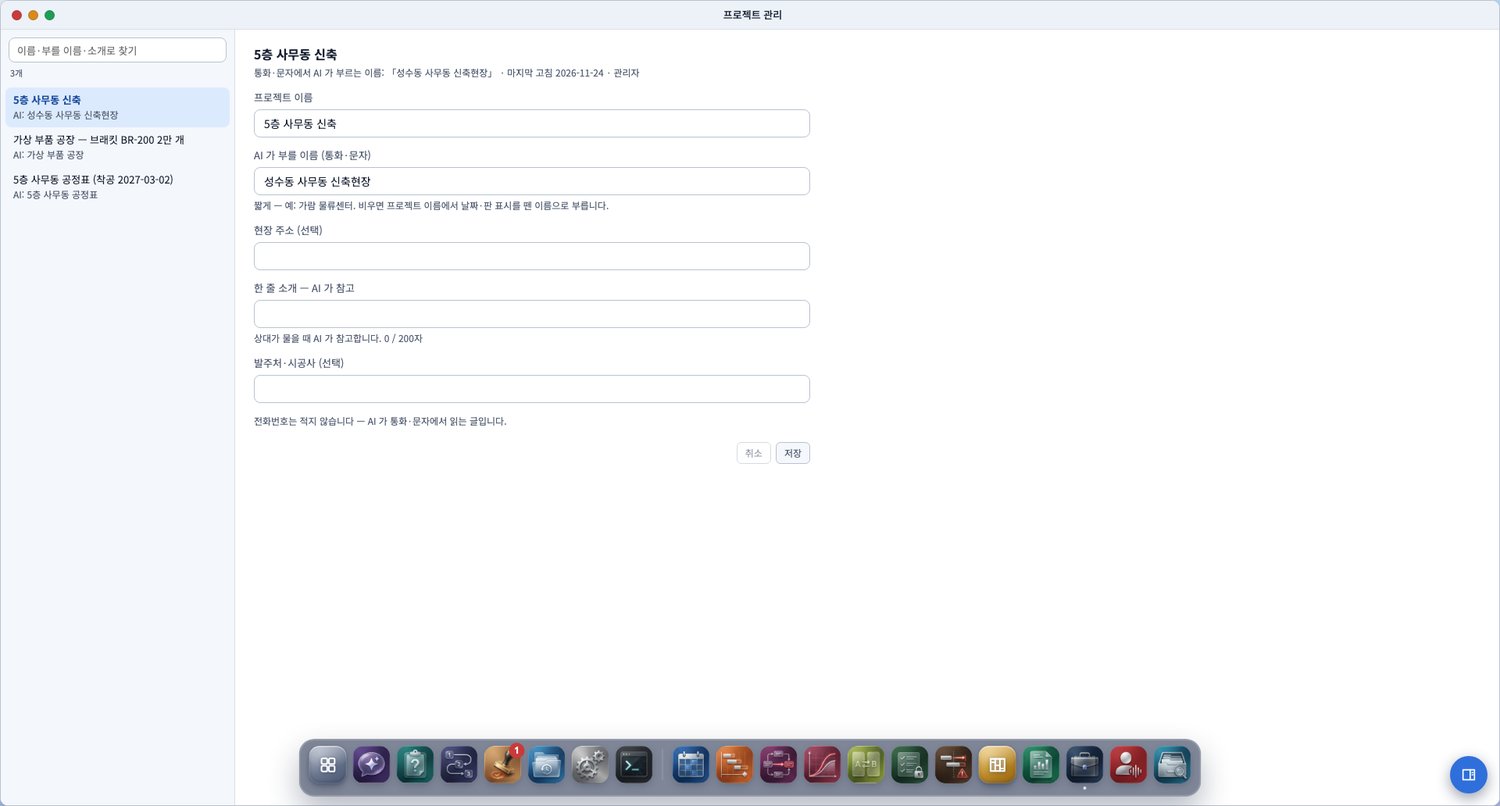 프로젝트 관리
이름·부를 이름·소개로 찾기
3개
5층 사무동 신축
AI: 성수동 사무동 신축현장
가상 부품 공장 — 브래킷 BR-200 2만 개
AI: 가상 부품 공장
5층 사무동 공정표 (착공 2027-03-02)
AI: 5층 사무동 공정표
5층 사무동 신축
통화·문자에서 AI 가 부르는 이름: 「성수동 사무동 신축현장」 · 마지막 고침 2026-11-24 · 관리자
프로젝트 이름
5층 사무동 신축
AI 가 부를 이름 (통화·문자)
성수동 사무동 신축현장
짧게 — 예: 가람 물류센터. 비우면 프로젝트 이름에서 날짜·판 표시를 뗀 이름으로 부릅니다.
현장 주소 (선택)
한 줄 소개 — AI 가 참고
상대가 물을 때 AI 가 참고합니다. 0 / 200자
발주처·시공사 (선택)
전화번호는 적지 않습니다 — AI 가 통화·문자에서 읽는 글입니다.
취소
저장
1